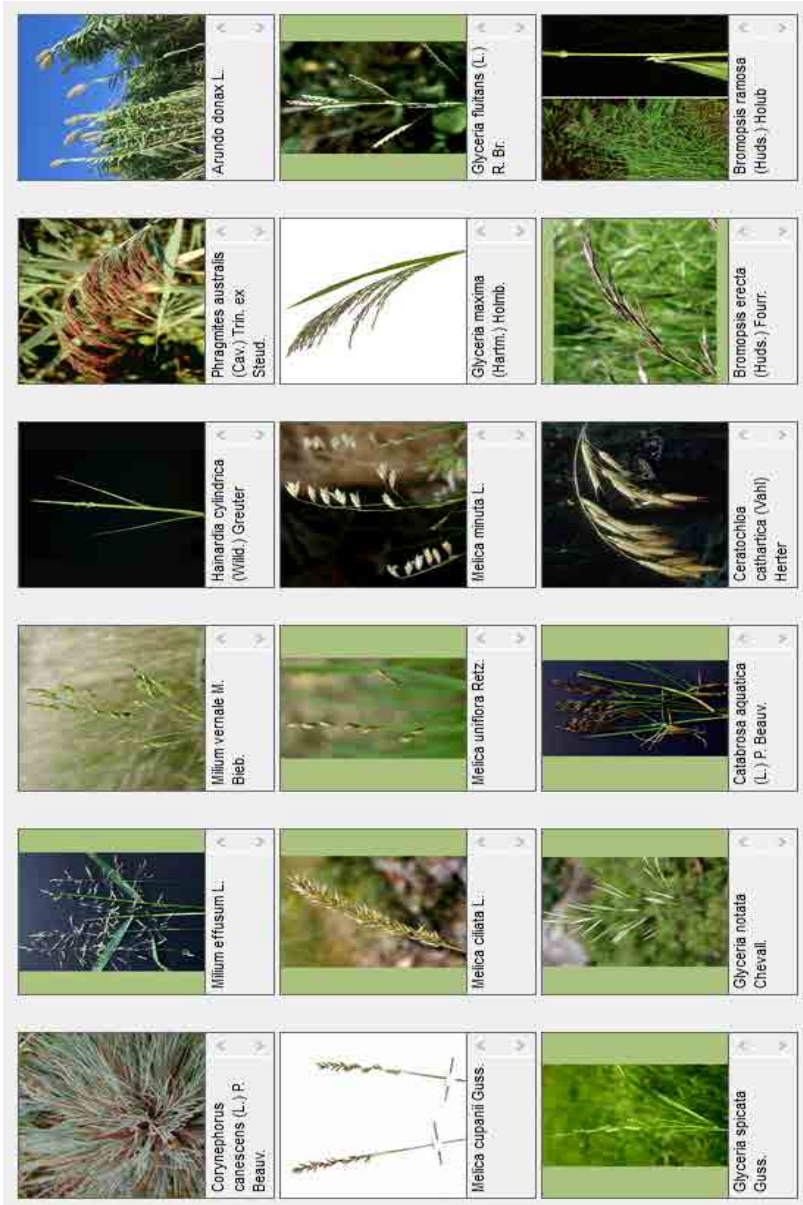 Corynephorus
canescens (L.) P.
Beauv.
Milium effusum L.
Milium vernale M.
Bieb.
Hainardia cylindrica
(Willd.) Greuter
Phragmites australis
(Cav.) Trin. ex
Steud.
Arundo donax L.
Melica cupanii Guss.
Melica ciliata L.
Melica uniflora Retz.
Melica minuta L.
Glyceria maxima
(Hartm.) Holmb.
Glyceria fluitans (L.)
R. Br.
Glyceria spicata
Guss.
Glyceria notata
Chevall.
Catabrosa aquatica
(L.) P. Beauv.
Ceratochloa
cathartica (Vahl)
Herter
Bromopsis erecta
(Huds.) Fourr.
Bromopsis ramosa
(Huds.) Holub